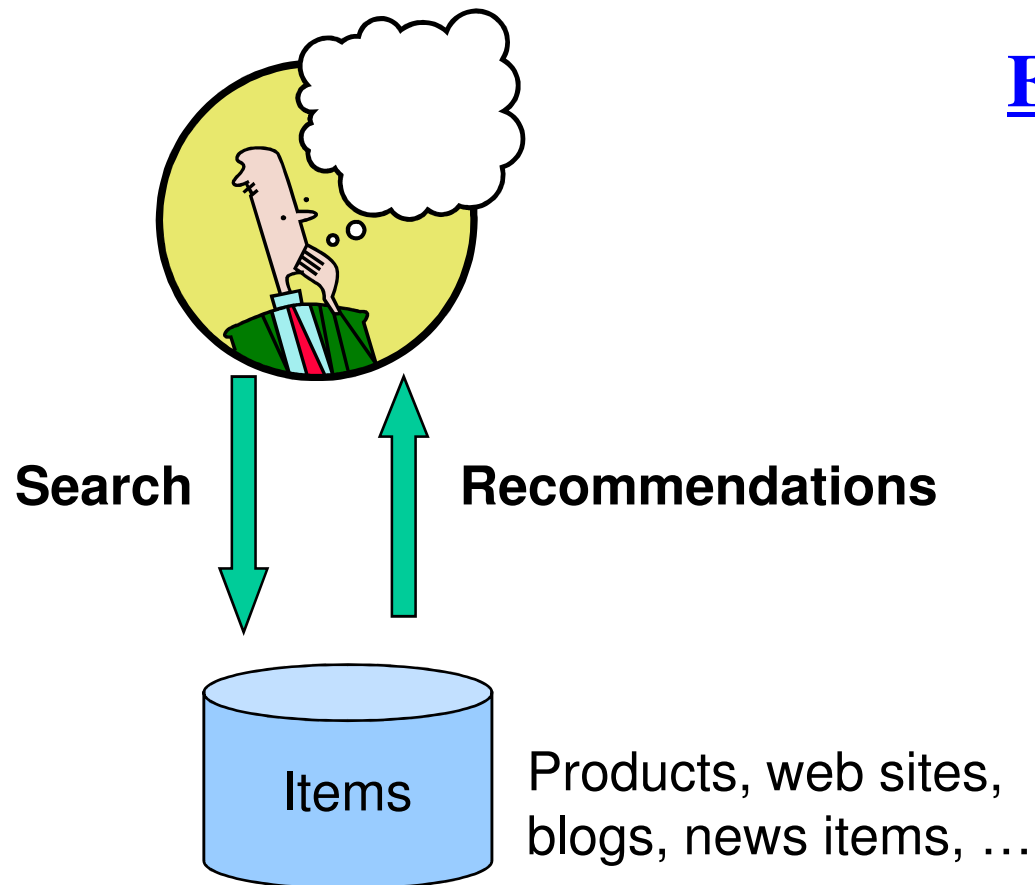 Search
Recommendations
Items
Products, web sites,
blogs, news items, …